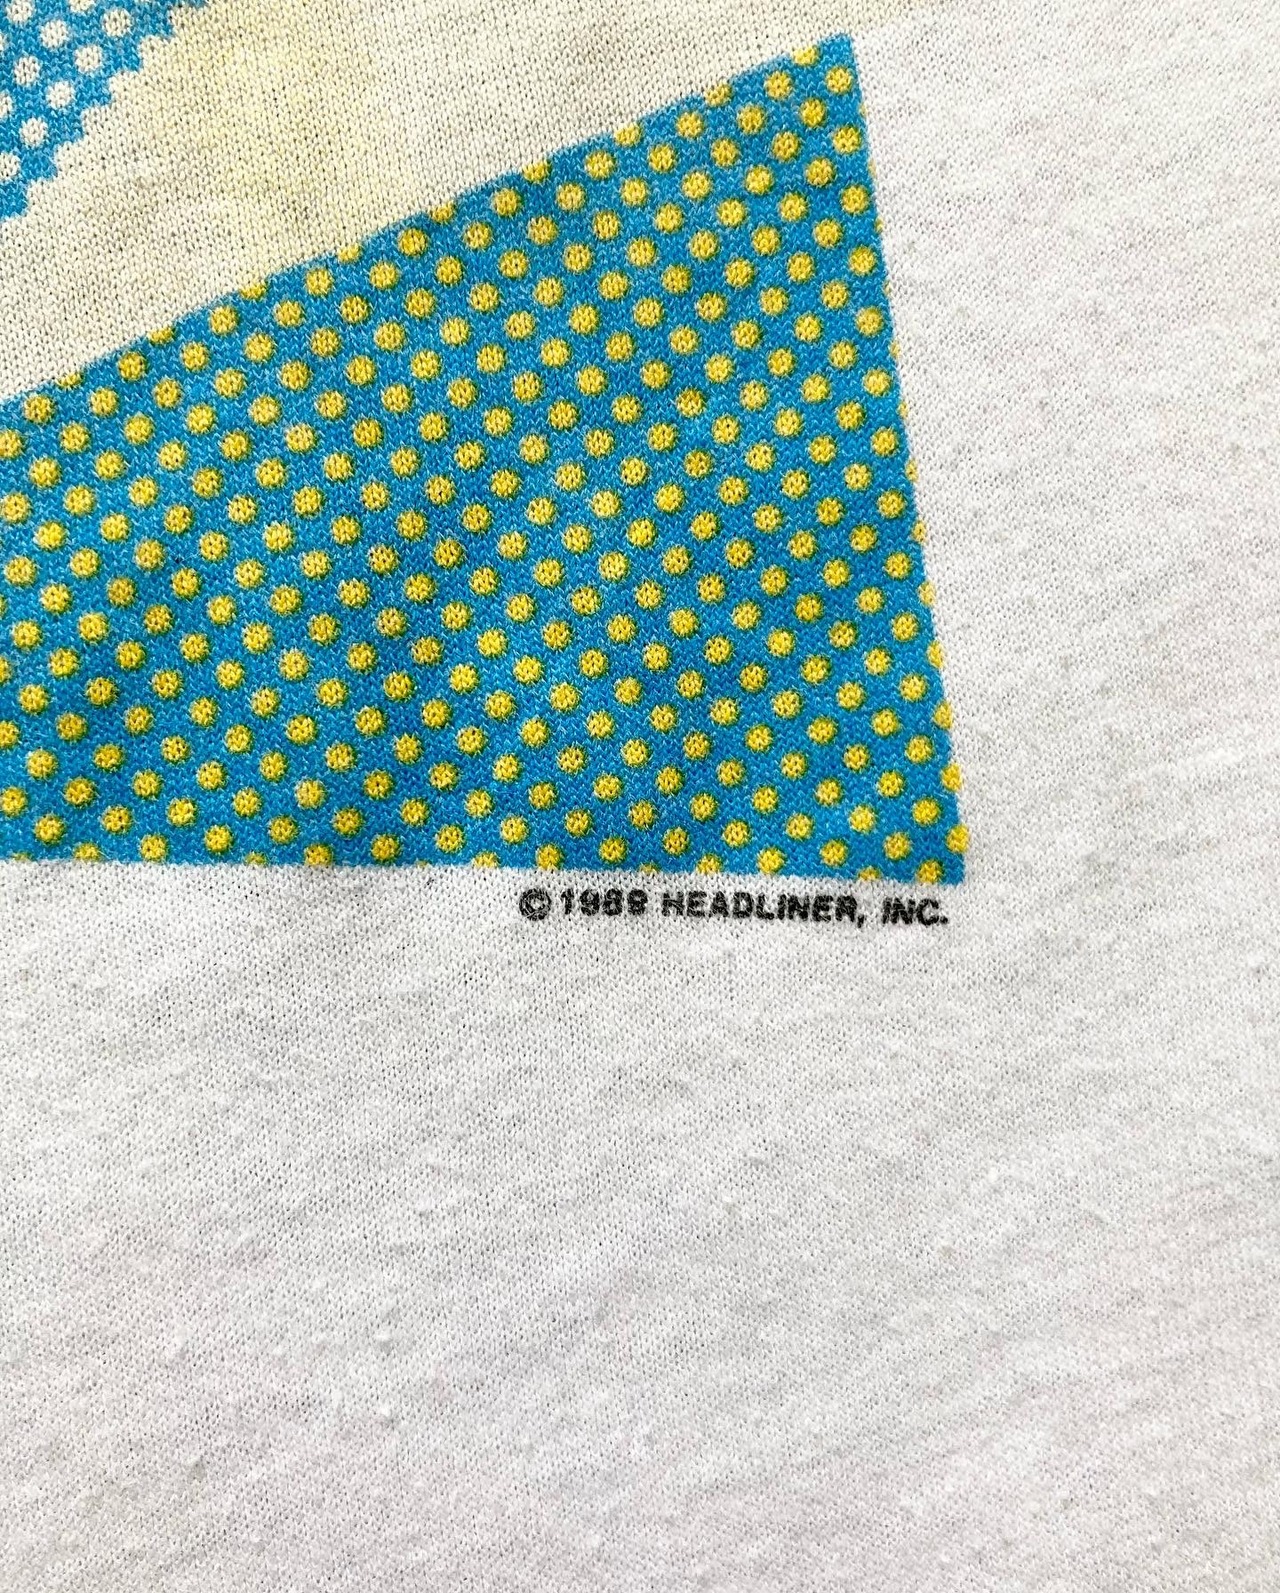 © 1989 HEADLINER, INC.